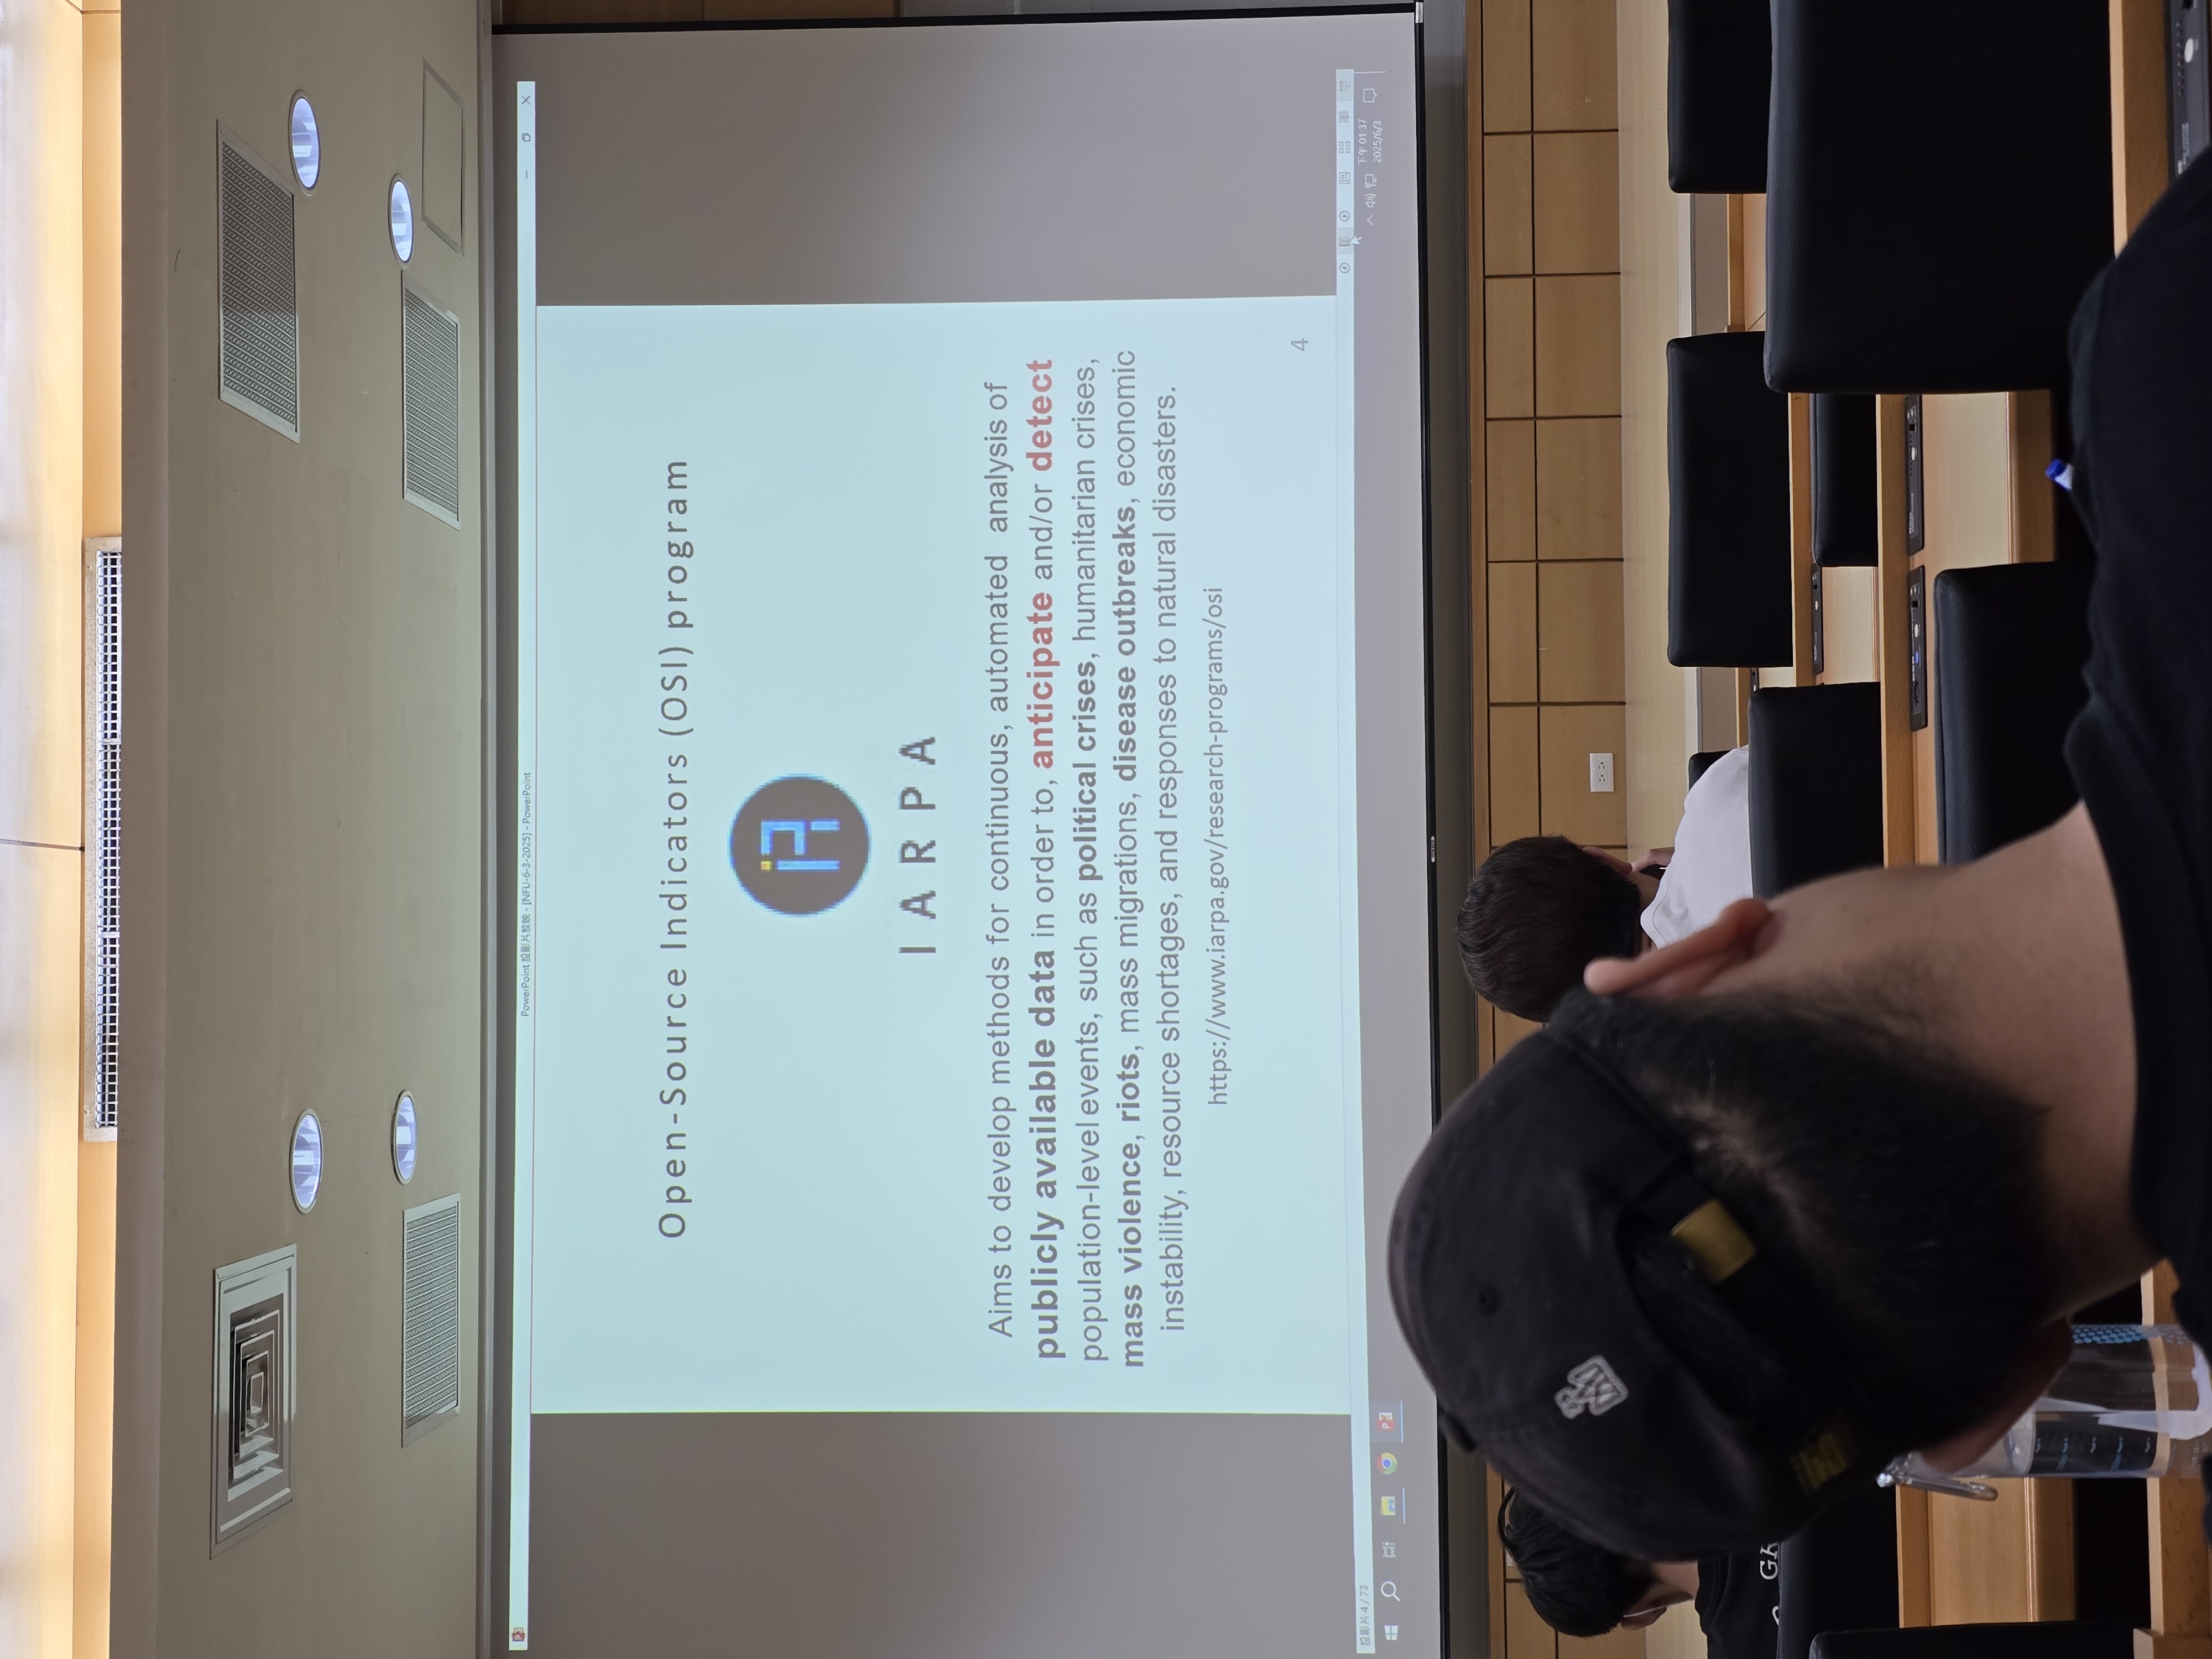 PowerPoint 投影片放映 - [NFU-6-3-2025] - PowerPoint
Open-Source Indicators (OSI) program
IARPA
Aims to develop methods for continuous, automated analysis of
publicly available data in order to, anticipate and/or detect
population-level events, such as political crises, humanitarian crises,
mass violence, riots, mass migrations, disease outbreaks, economic
instability, resource shortages, and responses to natural disasters.
https://www.iarpa.gov/research-programs/osi
4
投影片 4 / 73
下午 01:37
2025/6/3